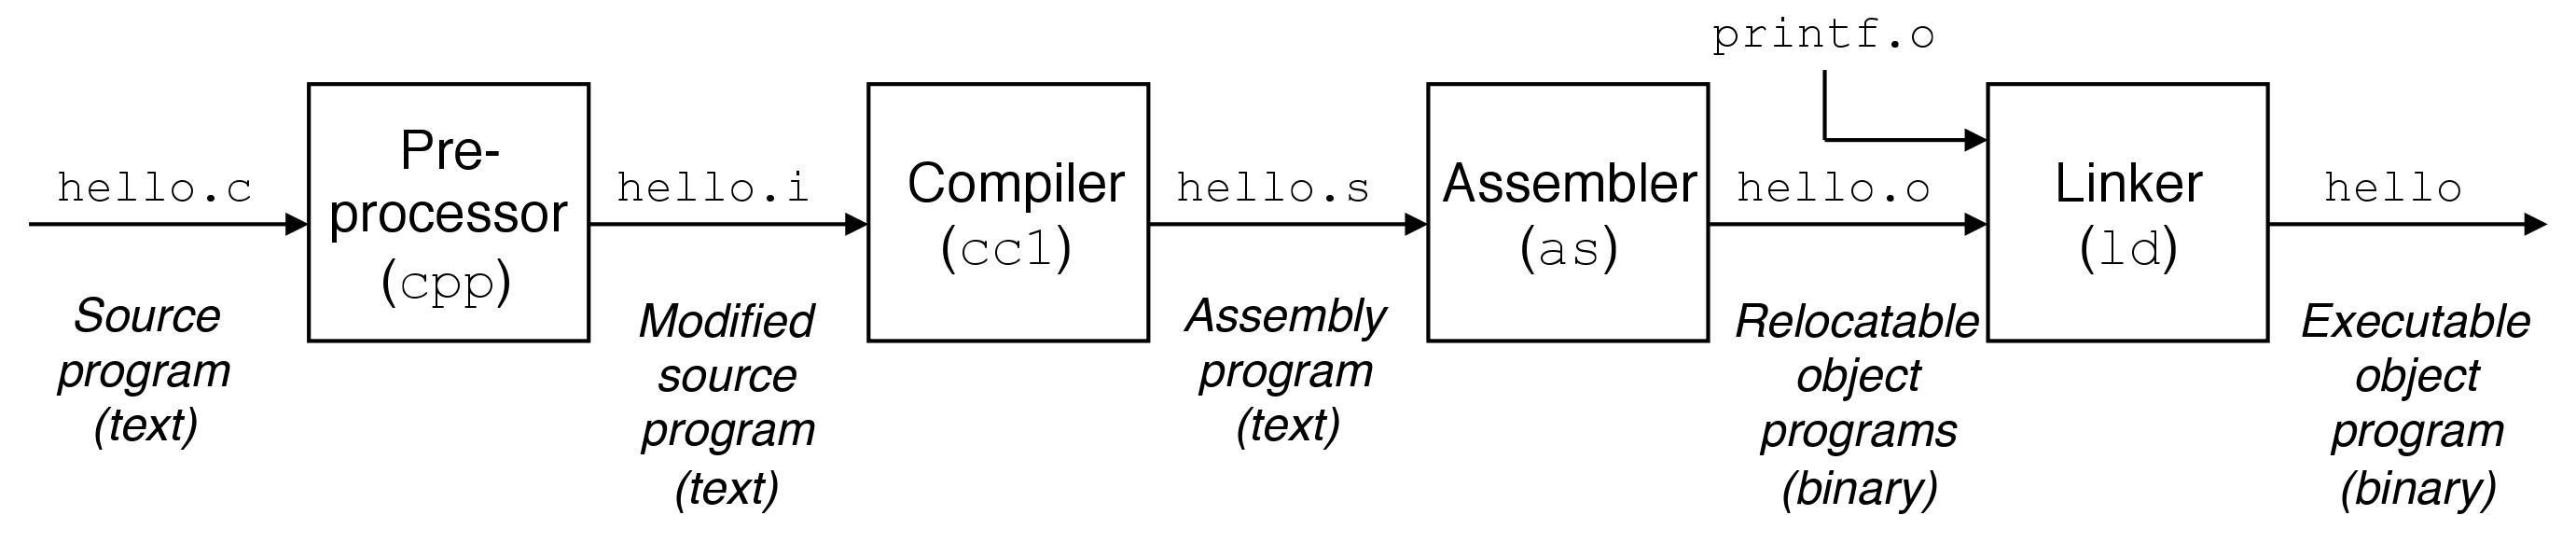 printf.o
hello.c
Pre-
processor
(cpp)
hello.i
Compiler
(cc1)
hello.s
Assembler
(as)
hello.o
Linker
(ld)
hello
Source
program
(text)
Modified
source
program
(text)
Assembly
program
(text)
Relocatable
object
programs
(binary)
Executable
object
program
(binary)